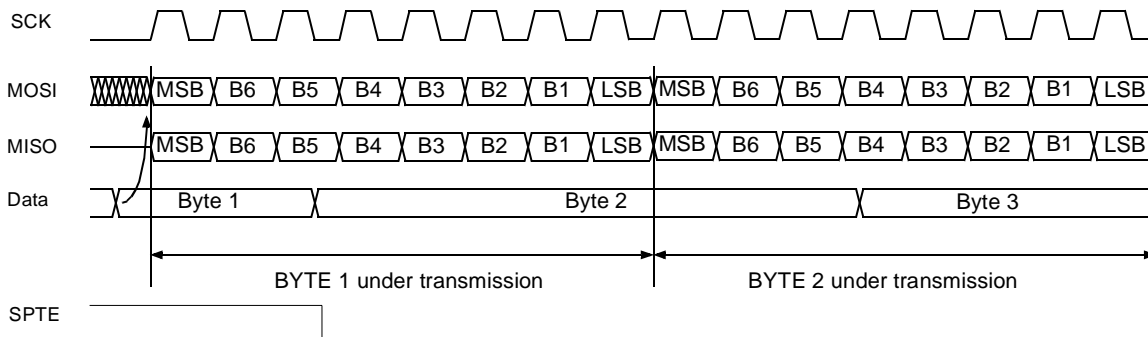 SCK
MOSI MSB B6 B5 B4 B3 B2 B1 LSB MSB B6 B5 B4 B3 B2 B1 LSB
MISO MSB B6 B5 B4 B3 B2 B1 LSB MSB B6 B5 B4 B3 B2 B1 LSB
Data Byte 1 Byte 2 Byte 3
BYTE 1 under transmission BYTE 2 under transmission
SPTE